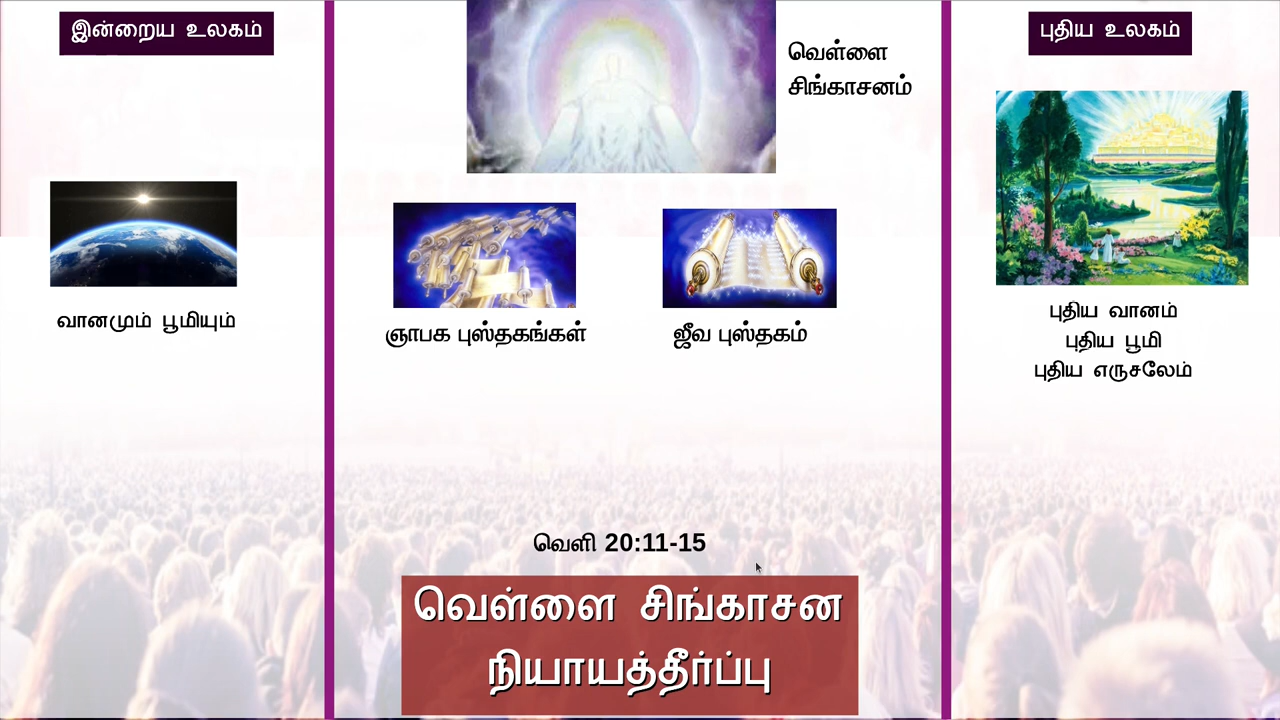 இன்றைய உலகம்
வானமும் பூமியும்
வெள்ளை
சிங்காசனம்
ஞாபக புஸ்தகங்கள்
ஜீவ புஸ்தகம்
வெளி 20:11-15
வெள்ளை சிங்காசன
நியாயத்தீர்ப்பு
புதிய உலகம்
புதிய வானம்
புதிய பூமி
புதிய எருசலேம்